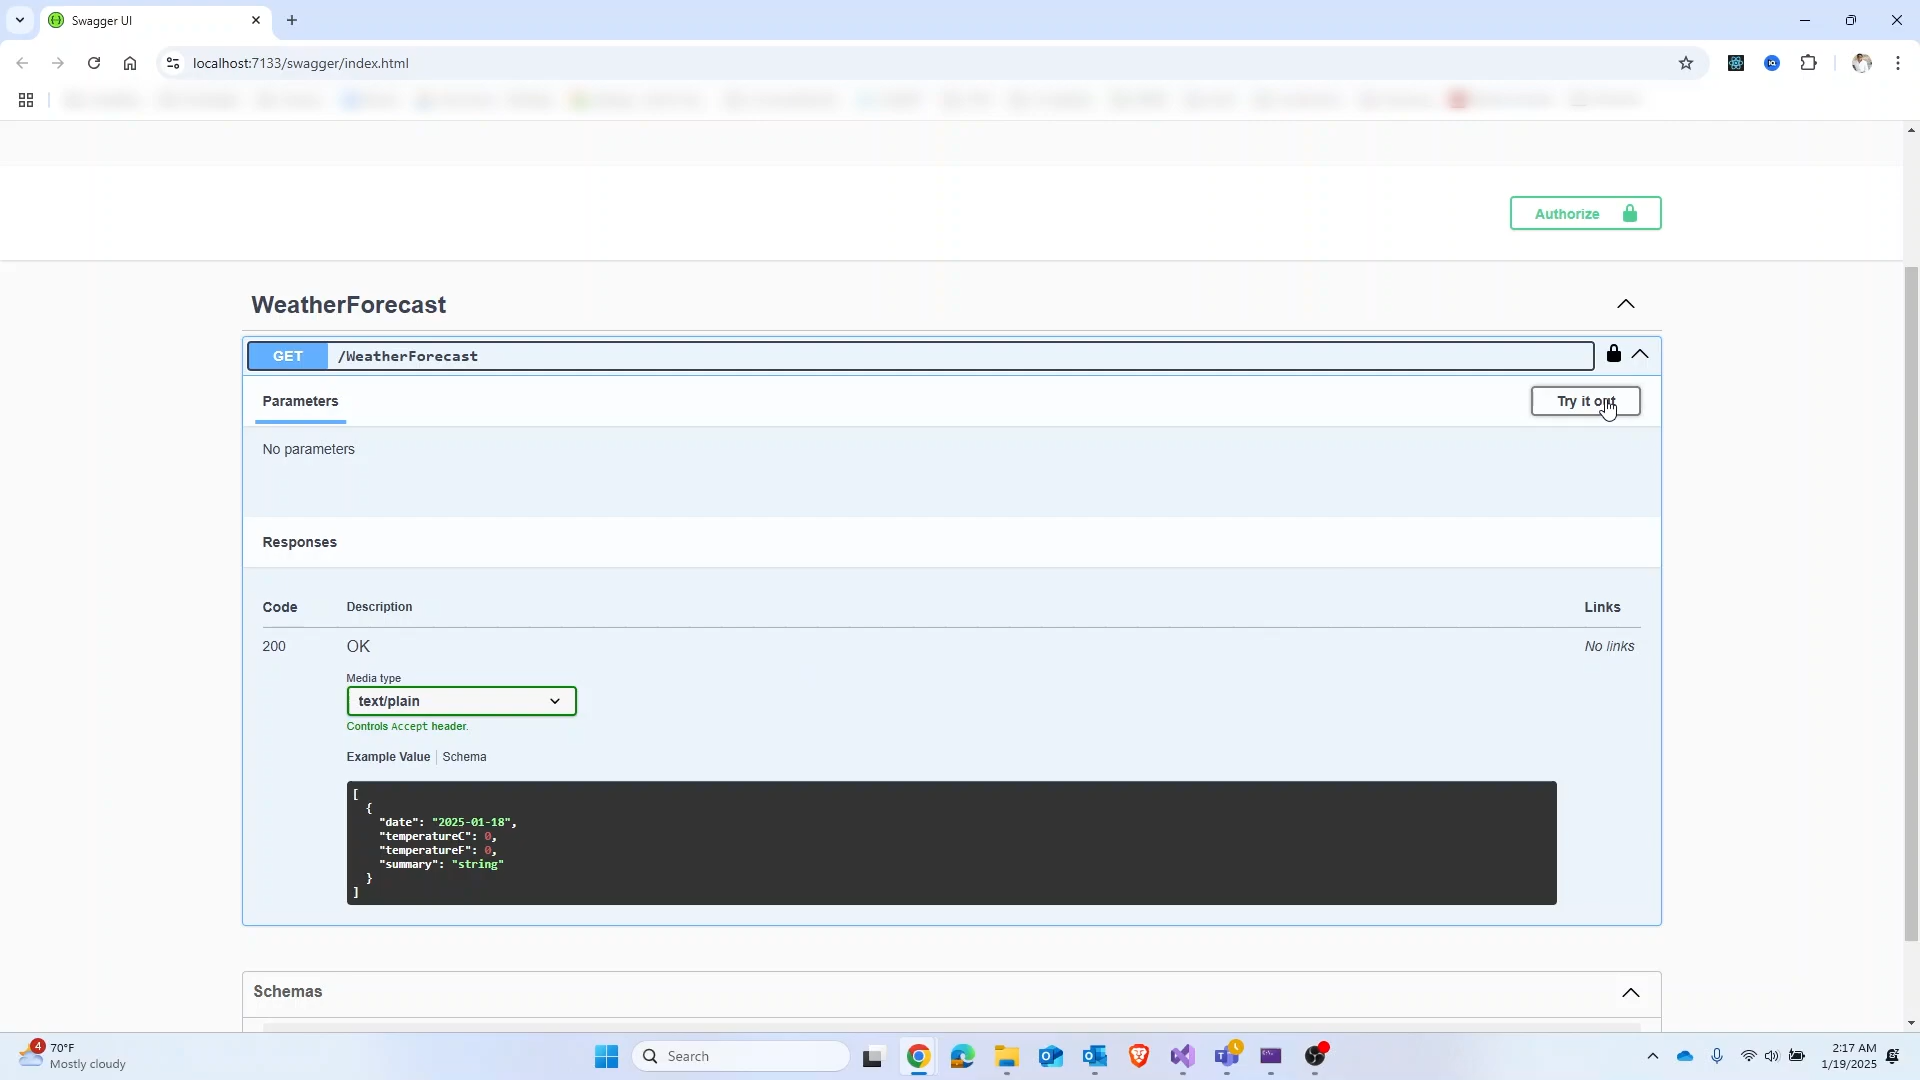 Swagger UI
localhost:7133/swagger/index.html
Authorize
WeatherForecast
GET /WeatherForecast
Parameters
Try it out
No parameters
Responses
Code Description Links
200 OK No links
Media type
text/plain
Controls Accept header.
Example Value Schema
[
{
"date": "2025-01-18",
"temperatureC": 0,
"temperatureF": 0,
"summary": "string"
}
]
Schemas
4
70°F
Mostly cloudy
Search
2:17 AM
1/19/2025